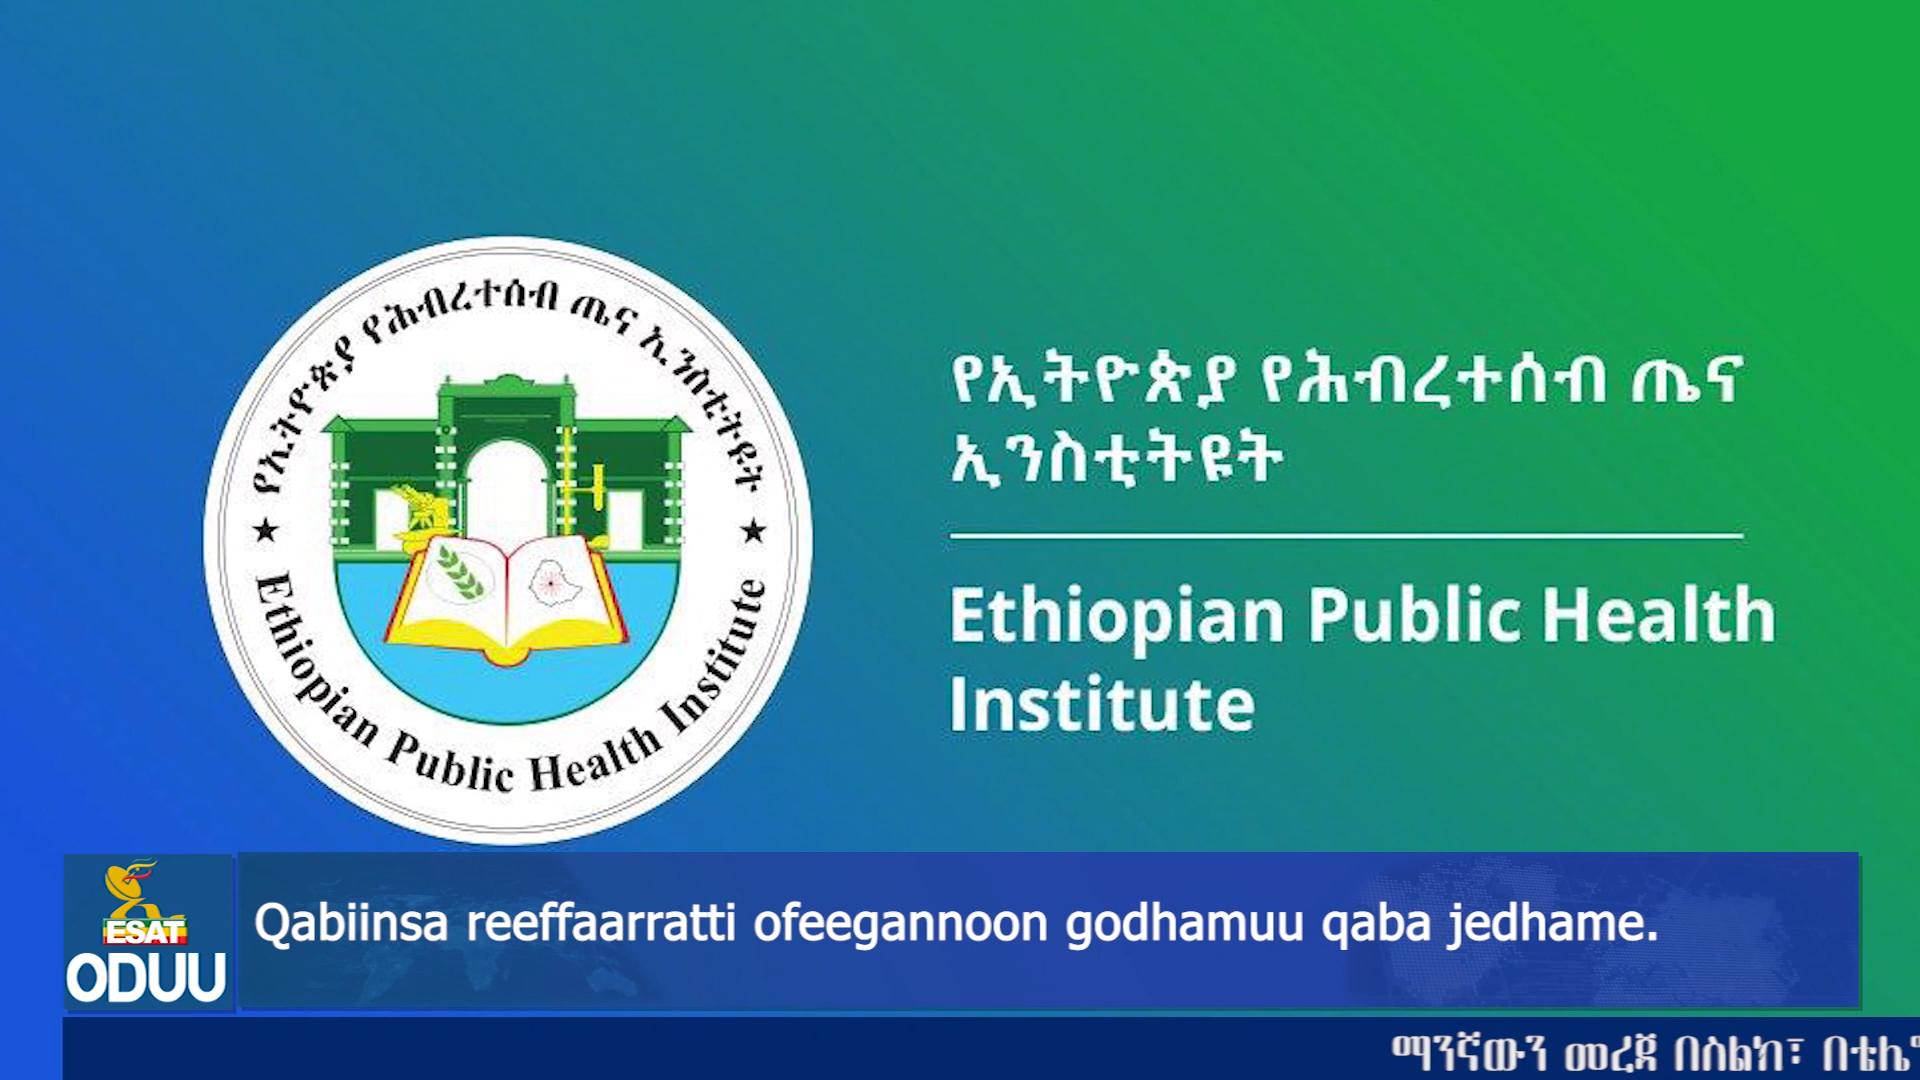 የኢትዮጵያ የሕብረተሰብ ጤና ኢንስቲትዩት
Ethiopian Public Health Institute
የኢትዮጵያ የሕብረተሰብ ጤና
ኢንስቲትዩት
Ethiopian Public Health
Institute
ESAT
ODUU
Qabiinsa reeffaarratti ofeegannoon godhamuu qaba jedhame.
ማንኛውን መረጃ በስልክ፣